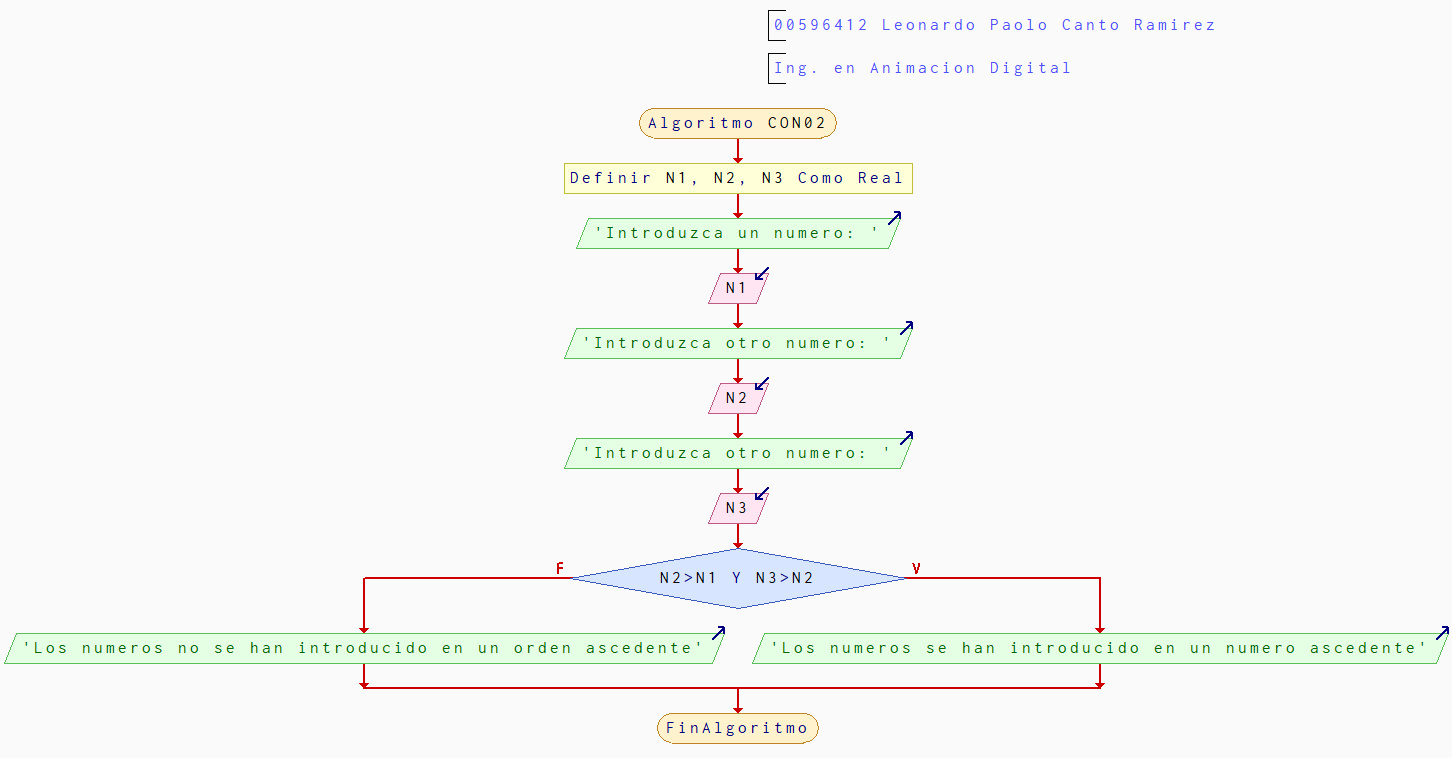 00596412 Leonardo Paolo Canto Ramirez
Ing. en Animacion Digital
Algoritmo CON02
Definir N1, N2, N3 Como Real
'Introduzca un numero: '
N1
'Introduzca otro numero: '
N2
'Introduzca otro numero: '
N3
F
V
N2>N1 Y N3>N2
'Los numeros no se han introducido en un orden ascedente'
'Los numeros se han introducido en un numero ascedente'
FinAlgoritmo